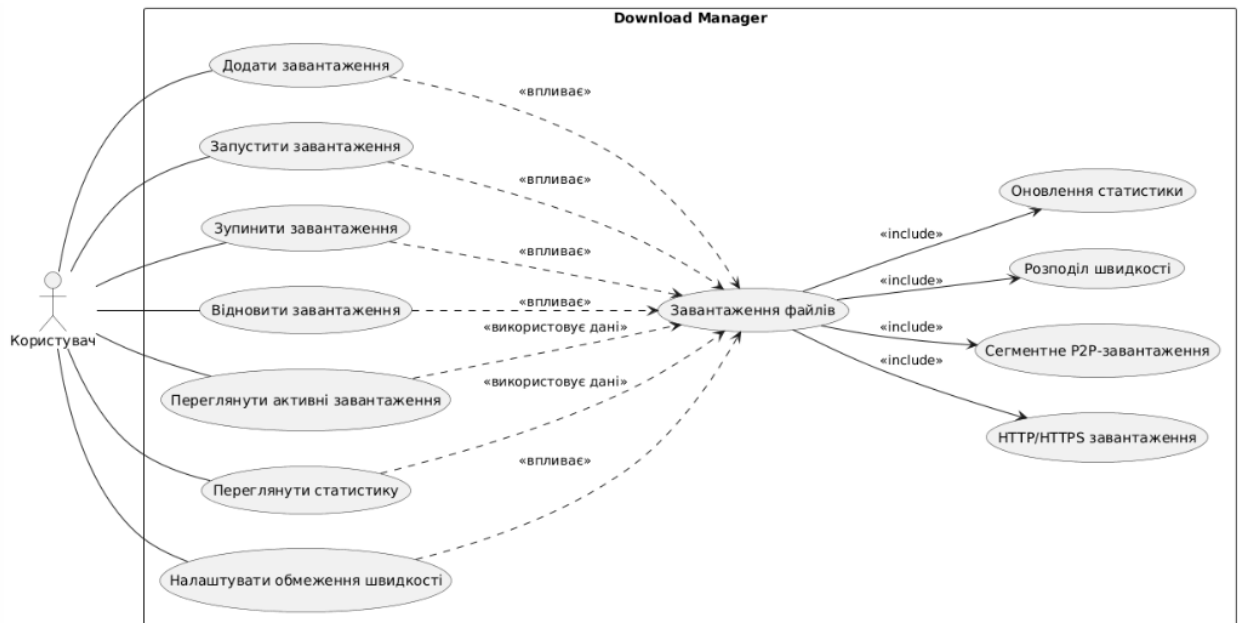 Download Manager
Додати завантаження
«впливає»
Запустити завантаження
«впливає»
Оновлення статистики
Зупинити завантаження
«include»
«впливає»
Розподіл швидкості
«include»
Відновити завантаження
«впливає»
Завантаження файлів
«використовує дані»
«include»
Користувач
Сегментне P2P-завантаження
«include»
«використовує дані»
Переглянути активні завантаження
HTTP/HTTPS завантаження
«впливає»
Переглянути статистику
Налаштувати обмеження швидкості